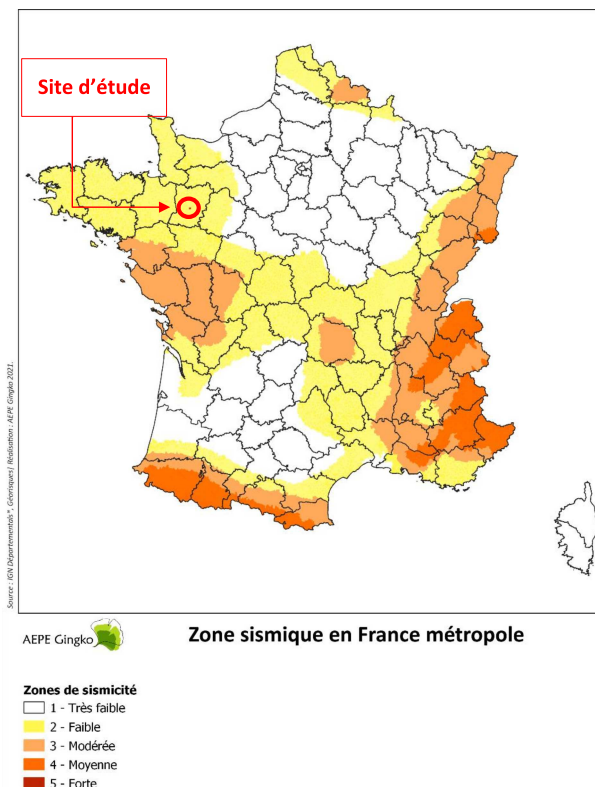 Site d'étude
Source : IGN Départementals*, Géorisques| Réalisation : AEPE Gingko 2021.
AEPE Gingko
Zone sismique en France métropole
Zones de sismicité
1 - Très faible
2 - Faible
3 - Modérée
4 - Moyenne
5 - Forte